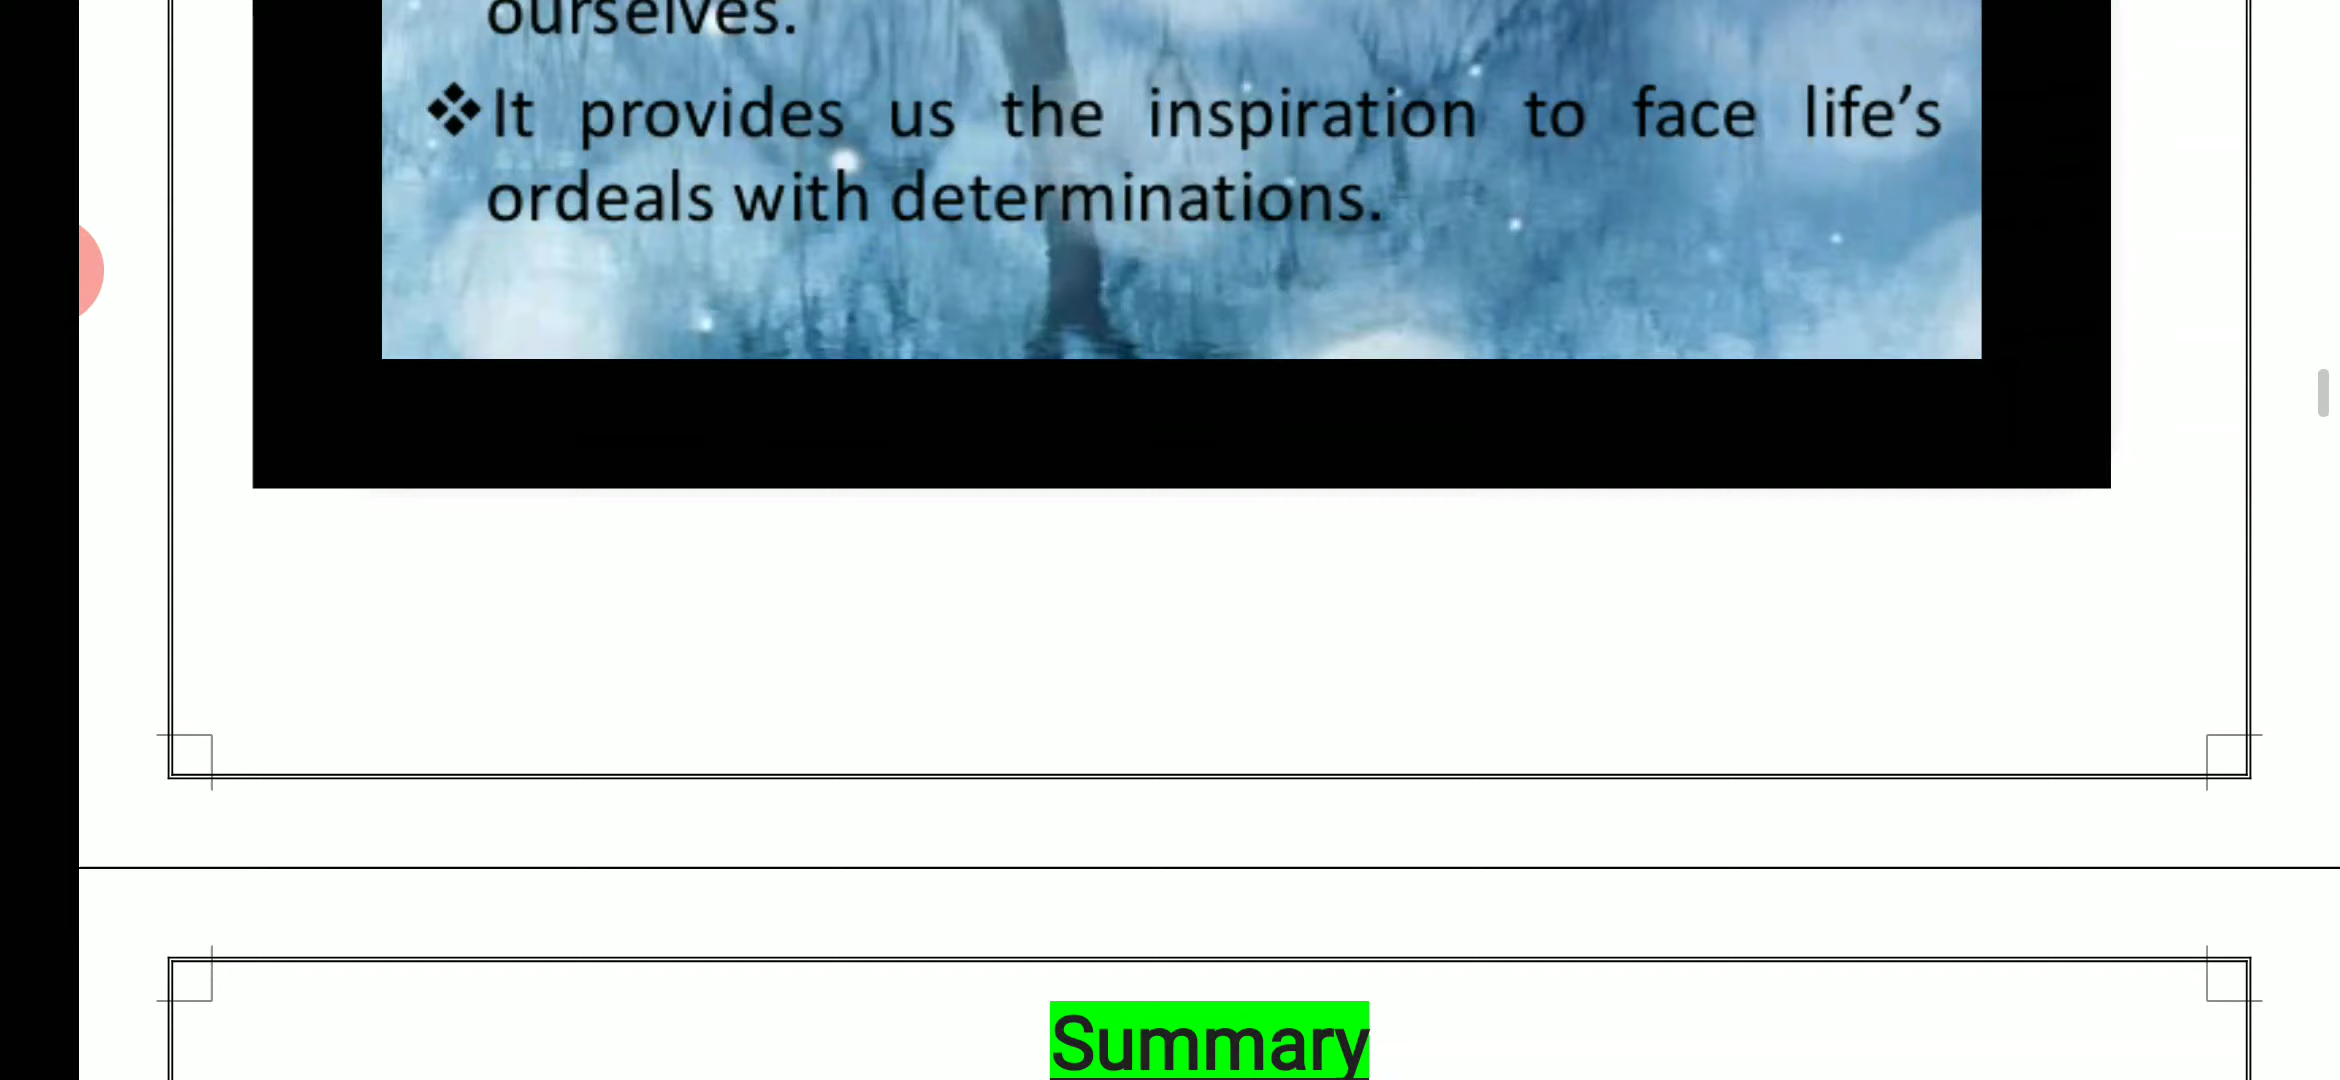 ourselves.
❖It provides us the inspiration to face life’s
ordeals with determinations.
Summary